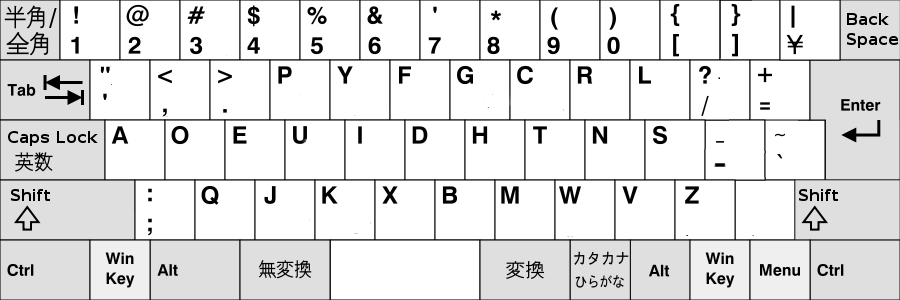 半角/ ! @ # $ % & ' * ( ) { } | Back
全角 1 2 3 4 5 6 7 8 9 0 [ ] ¥ Space
Tab " < > P Y F G C R L ? + Enter
' , . / =
Caps Lock A O E U I D H T N S _ ~
英数 - `
Shift : Q J K X B M W V Z Shift
;
Ctrl Win Key Alt 無変換 変換 カタカナ ひらがな Alt Win Key Menu Ctrl